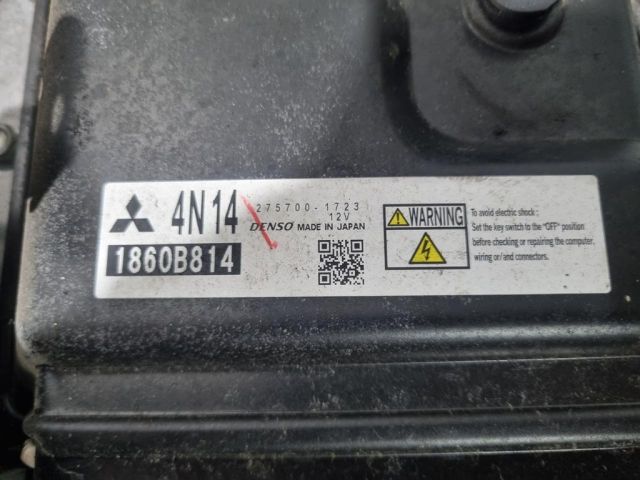 4N14
275700-1723
12V
DENSO MADE IN JAPAN
1860B814
WARNING
To avoid electric shock :
Set the key switch to the "OFF" position
before checking or repairing the computer,
wiring or/and connectors.